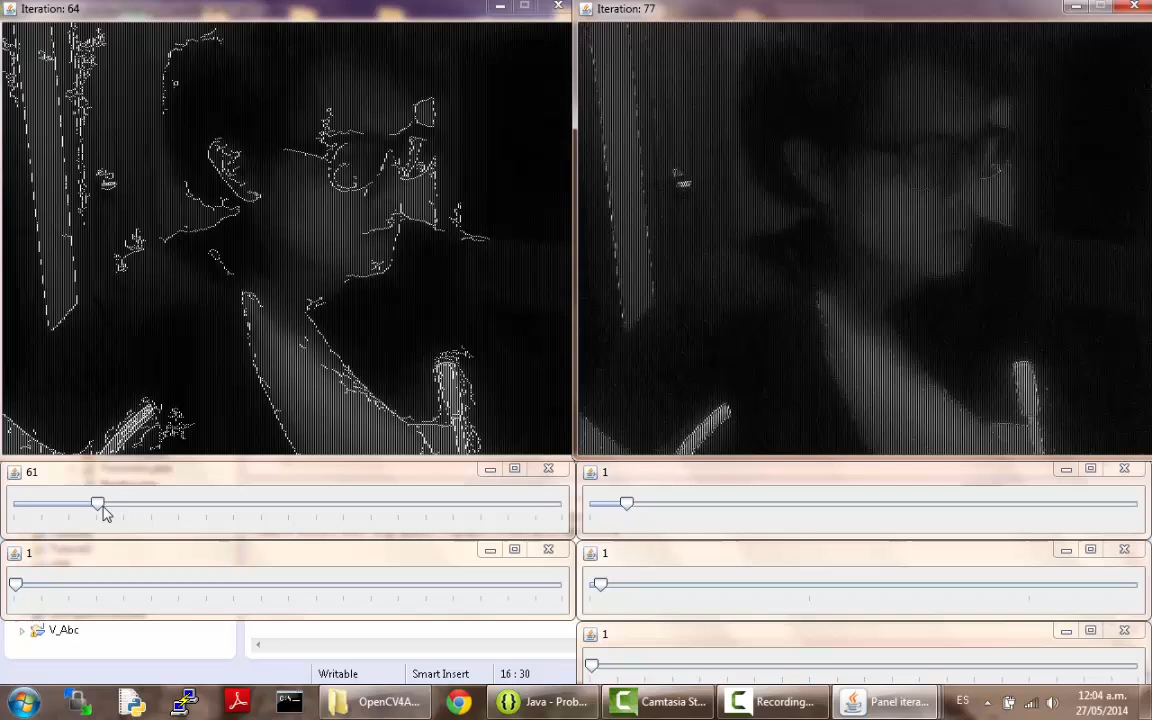 Iteration: 64
Iteration: 77
61
1
1
1
1
V_Abc
Writable
Smart Insert
16 : 30
OpenCV4A...
Java - Prob...
Camtasia St...
Recording...
Panel itera...
ES
12:04 a.m.
27/05/2014